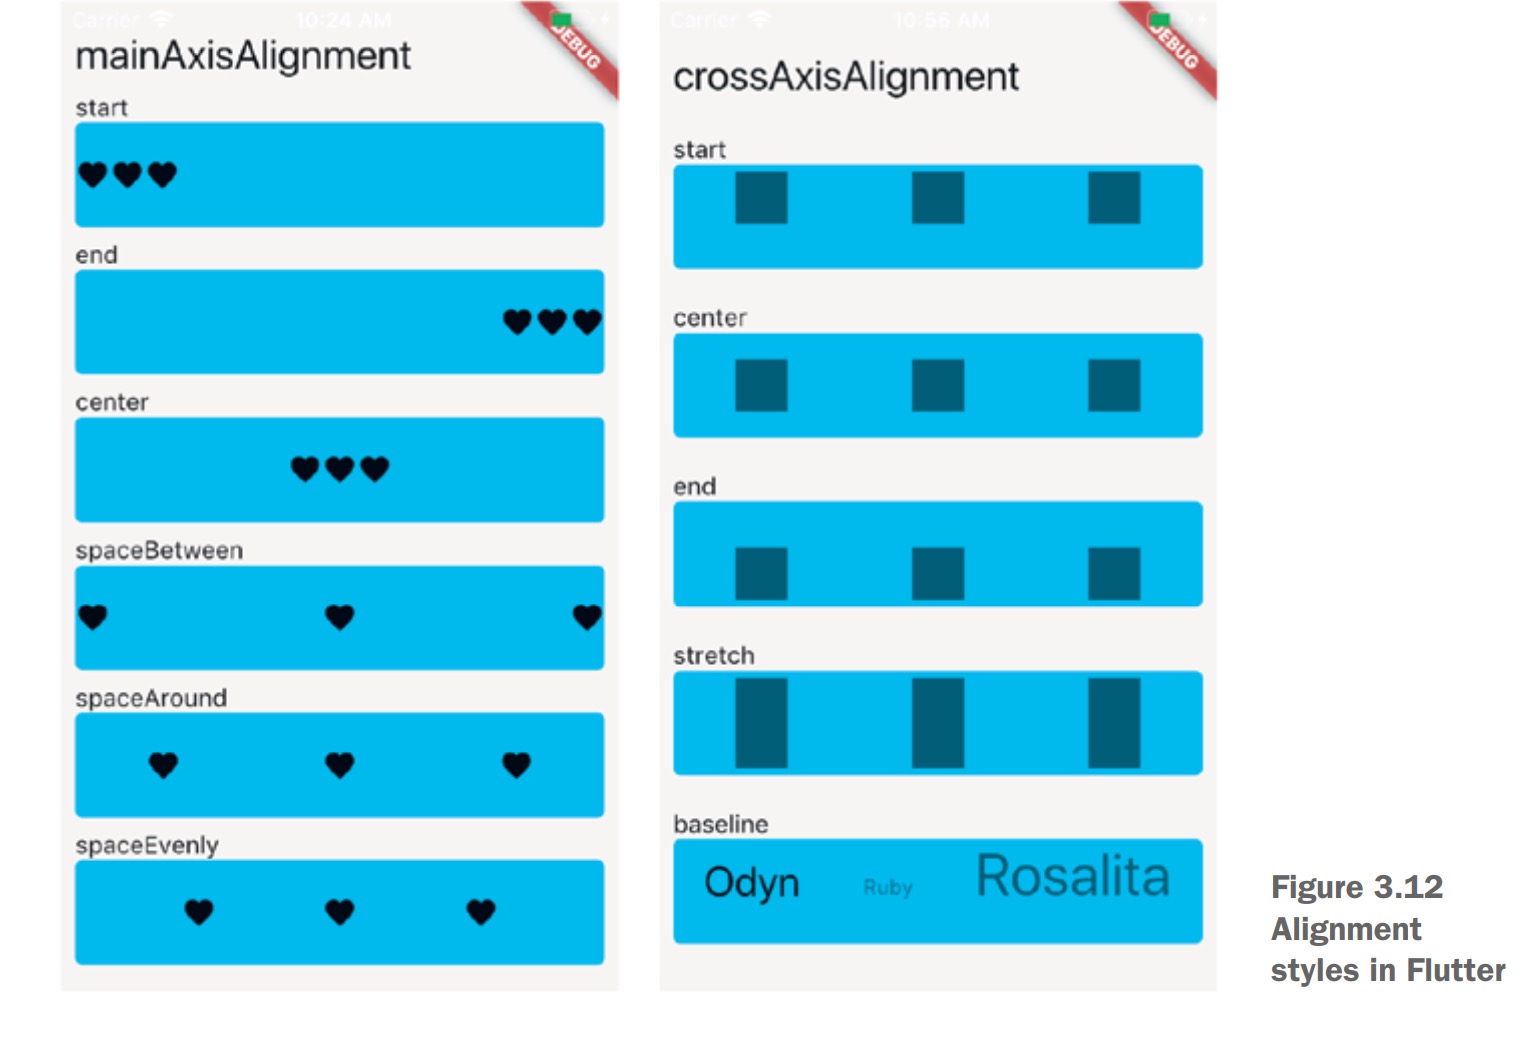 Carrier 10:24 AM
DEBUG
mainAxisAlignment
start
end
center
spaceBetween
spaceAround
spaceEvenly
Carrier 10:56 AM
DEBUG
crossAxisAlignment
start
center
end
stretch
baseline
Odyn Ruby Rosalita
Figure 3.12
Alignment
styles in Flutter